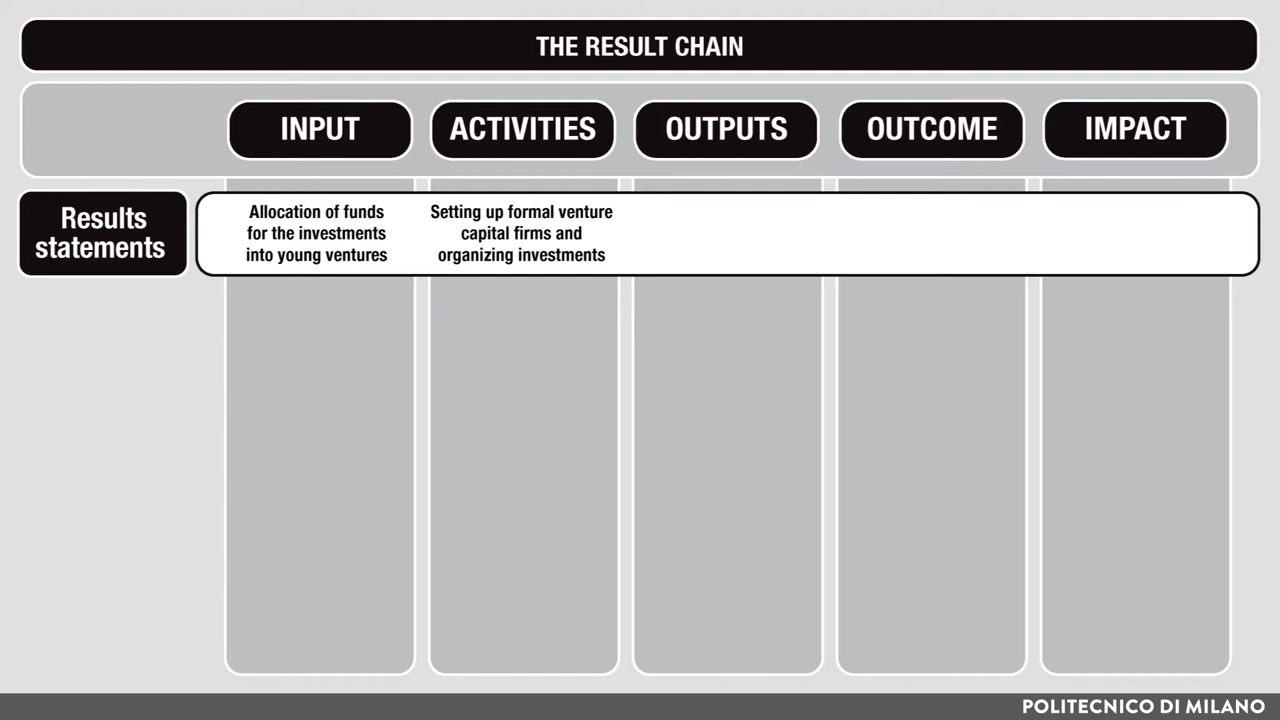 THE RESULT CHAIN
INPUT
ACTIVITIES
OUTPUTS
OUTCOME
IMPACT
Results
statements
Allocation of funds
for the investments
into young ventures
Setting up formal venture
capital firms and
organizing investments
POLITECNICO DI MILANO